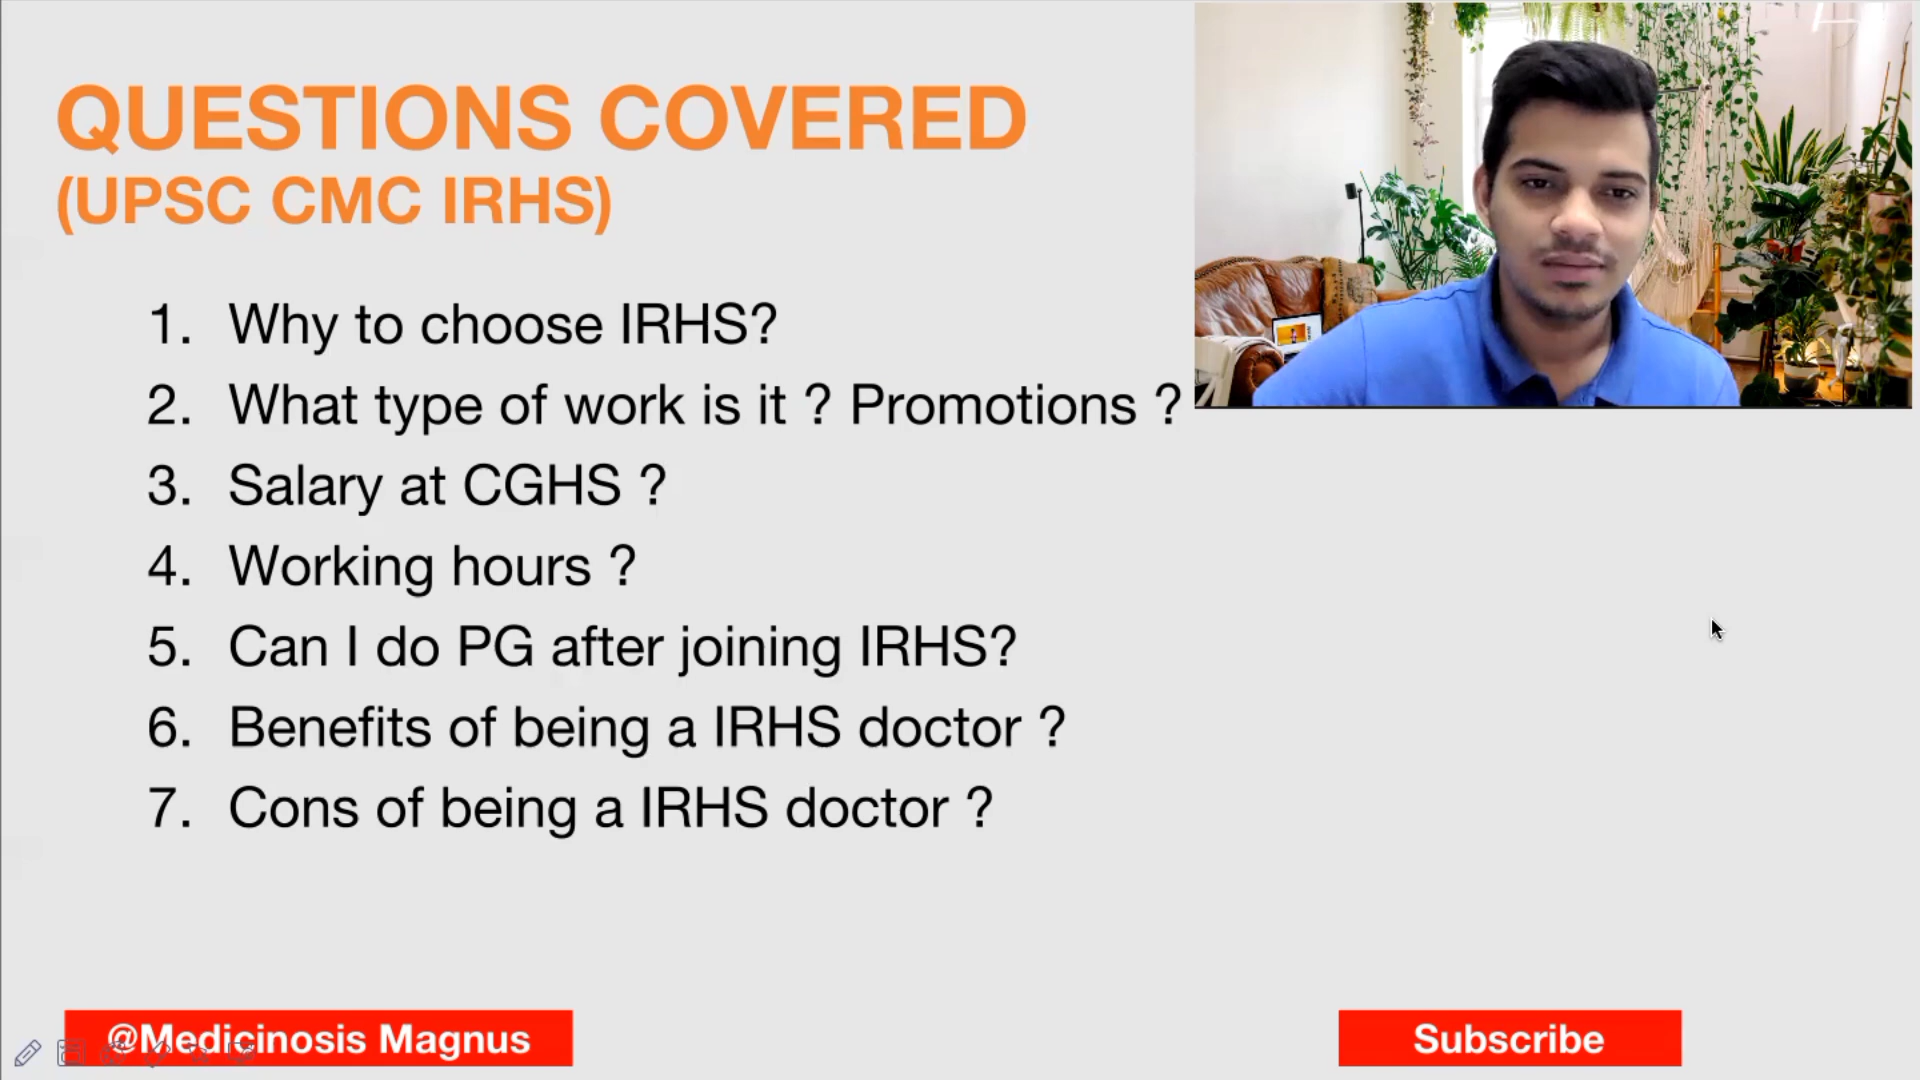 QUESTIONS COVERED
(UPSC CMC IRHS)
1. Why to choose IRHS?
2. What type of work is it ? Promotions ?
3. Salary at CGHS ?
4. Working hours ?
5. Can I do PG after joining IRHS?
6. Benefits of being a IRHS doctor ?
7. Cons of being a IRHS doctor ?
@Medicinosis Magnus
Subscribe